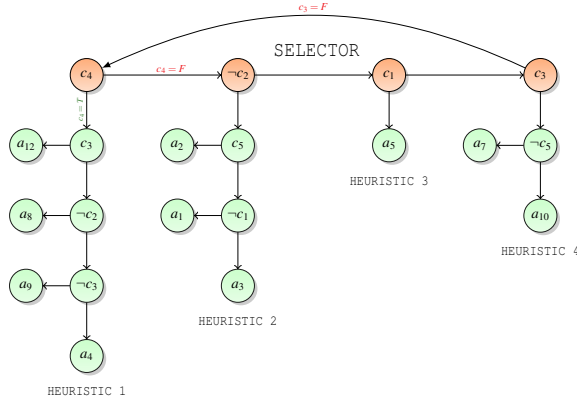 c₃ = F
SELECTOR
c₄ c₄ = F ¬c₂ c₁ c₃
c₄ = T
a₁₂ c₃ a₂ c₅ a₅ a₇ ¬c₅
HEURISTIC 3
a₈ ¬c₂ a₁ ¬c₁ a₁₀
HEURISTIC 4
a₉ ¬c₃ a₃
HEURISTIC 2
a₄
HEURISTIC 1